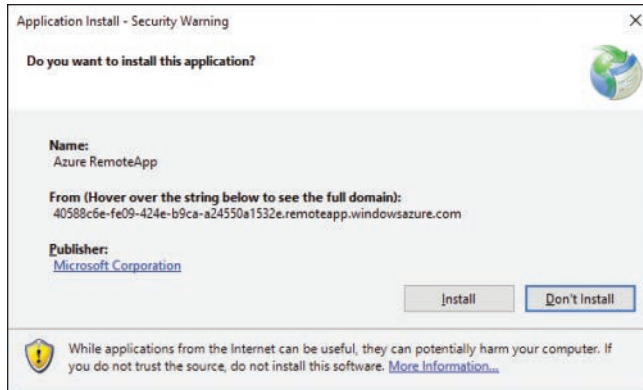 Application Install - Security Warning
Do you want to install this application?
Name:
Azure RemoteApp
From (Hover over the string below to see the full domain):
40588c6e-fe09-424e-b9ca-a24550a1532e.remoteapp.windowsazure.com
Publisher:
Microsoft Corporation
Install
Don't Install
While applications from the Internet can be useful, they can potentially harm your computer. If
you do not trust the source, do not install this software. More Information...